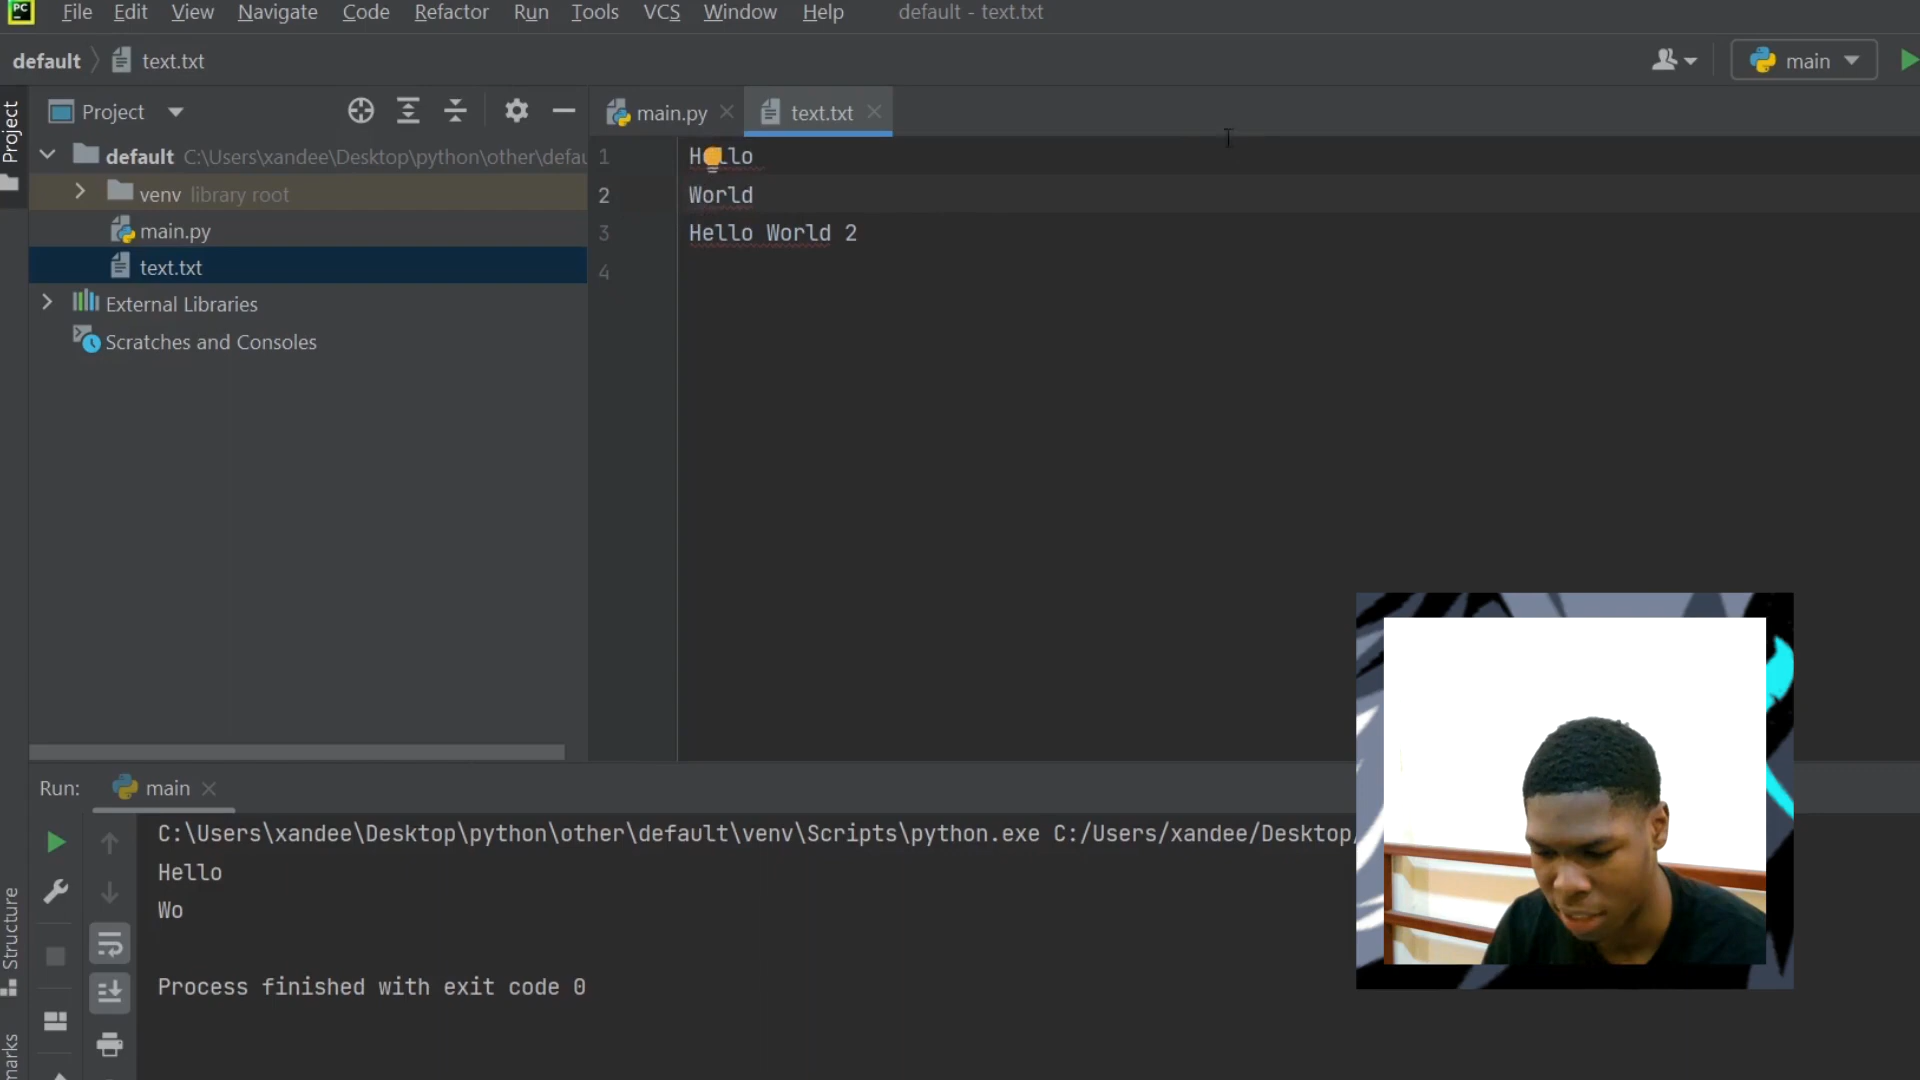 PC File Edit View Navigate Code Refactor Run Tools VCS Window Help default - text.txt
default text.txt main
Project Project main.py text.txt
default C:\Users\xandee\Desktop\python\other\defau
venv library root
main.py
text.txt
External Libraries
Scratches and Consoles
1
2 World
3 Hello World 2
4
Run: main
C:\Users\xandee\Desktop\python\other\default\venv\Scripts\python.exe C:/Users/xandee/Desktop/
Hello
Wo
Process finished with exit code 0
Structure
marks